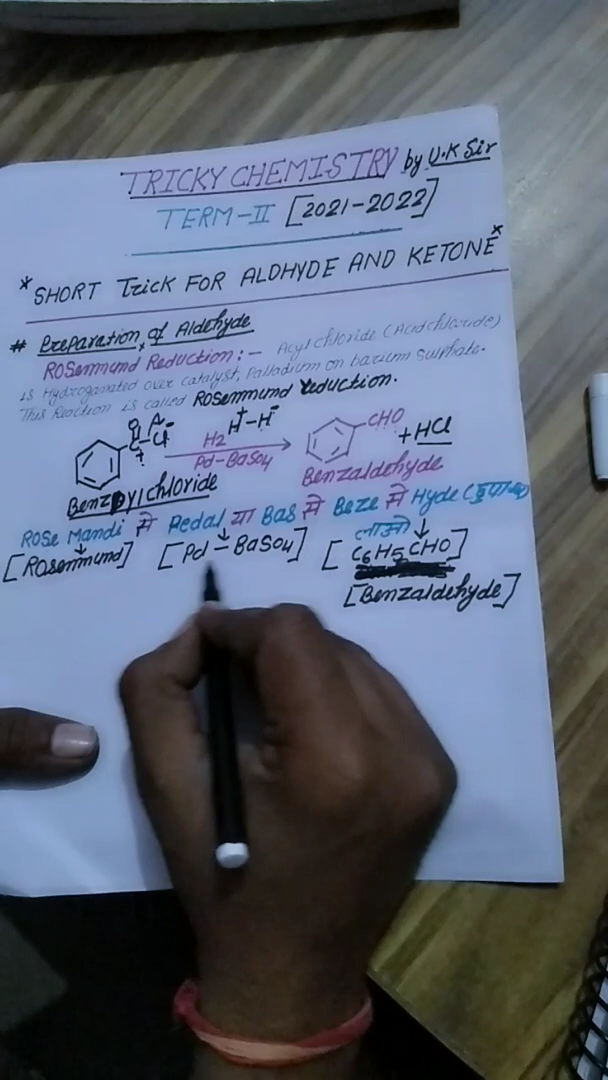 TRICKY CHEMISTRY by U.K Sir
TERM-II [2021-2022]
*SHORT Trick FOR ALDHYDE AND KETONE*
# Preparation of Aldehyde
Rosenmund Reduction:- Acyl chloride (Acid chloride)
is Hydrogenated over catalyst, Palladium on barium Sulphate.
This Reaction is called Rosenmund Reduction.
O
C-Cl
H2 H+-H-
Pd-BaSO4
CHO
+HCl
Benzoylchloride
Benzaldehyde
Rose Mandi से Pedal या Bas से Beze में Hyde (
लाओ ↓
[Rosenmund] [Pd-BaSO4] [C6H5CHO]
[Benzaldehyde]